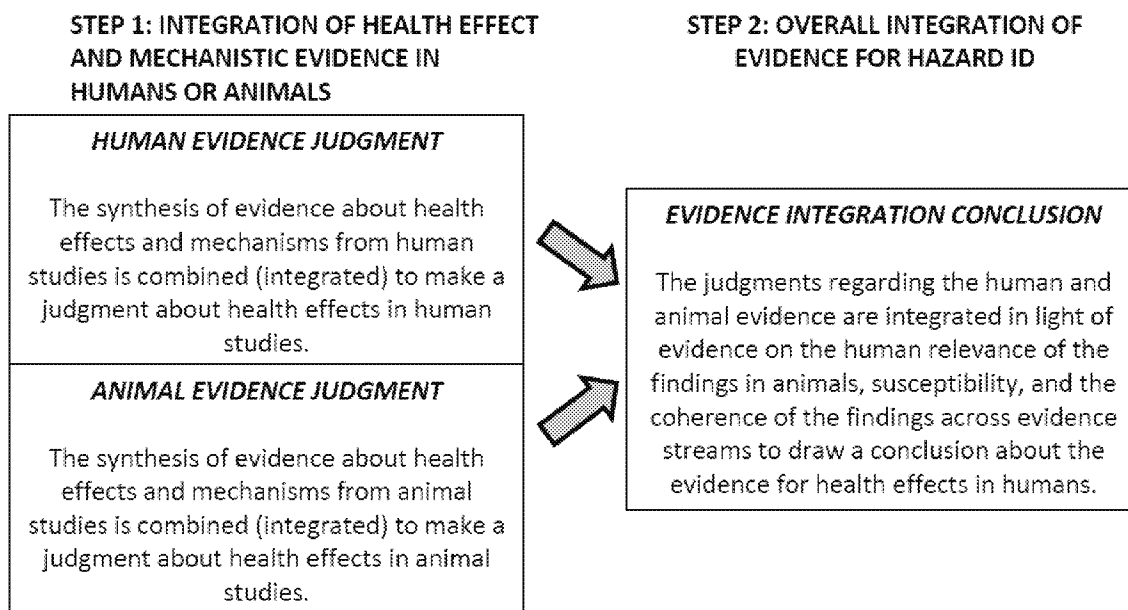 STEP 1: INTEGRATION OF HEALTH EFFECT
AND MECHANISTIC EVIDENCE IN
HUMANS OR ANIMALS
HUMAN EVIDENCE JUDGMENT
The synthesis of evidence about health
effects and mechanisms from human
studies is combined (integrated) to make a
judgment about health effects in human
studies.
ANIMAL EVIDENCE JUDGMENT
The synthesis of evidence about health
effects and mechanisms from animal
studies is combined (integrated) to make a
judgment about health effects in animal
studies.
STEP 2: OVERALL INTEGRATION OF
EVIDENCE FOR HAZARD ID
EVIDENCE INTEGRATION CONCLUSION
The judgments regarding the human and
animal evidence are integrated in light of
evidence on the human relevance of the
findings in animals, susceptibility, and the
coherence of the findings across evidence
streams to draw a conclusion about the
evidence for health effects in humans.